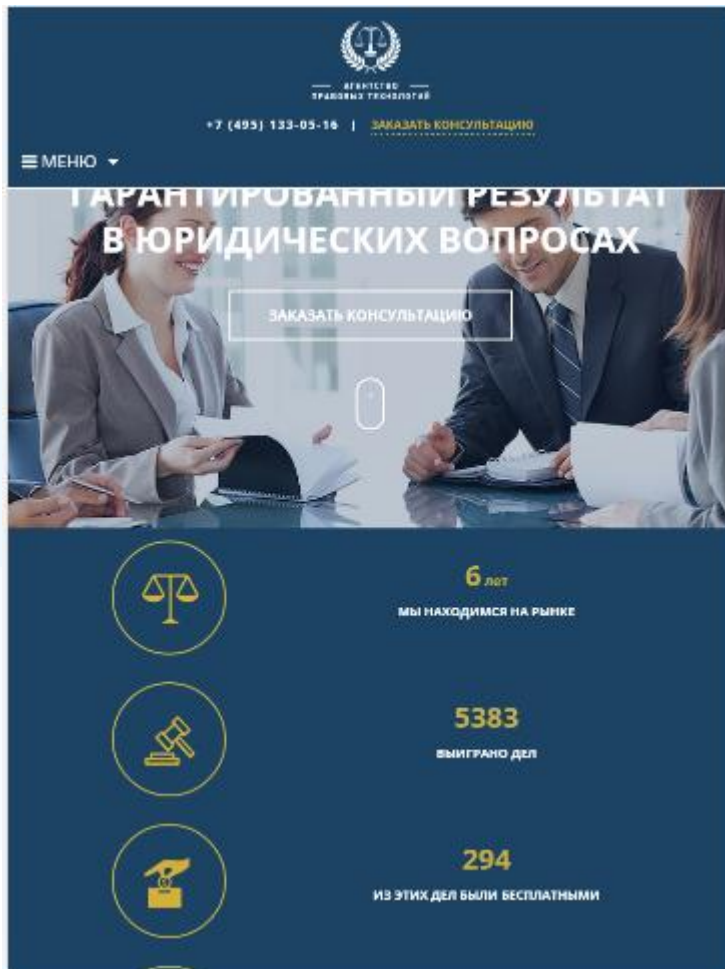 АГЕНТСТВО
ПРАВОВЫХ ТЕХНОЛОГИЙ
+7 (495) 133-05-16 | ЗАКАЗАТЬ КОНСУЛЬТАЦИЮ
МЕНЮ
ГАРАНТИРОВАННЫЙ РЕЗУЛЬТАТ
В ЮРИДИЧЕСКИХ ВОПРОСАХ
ЗАКАЗАТЬ КОНСУЛЬТАЦИЮ
6 лет
МЫ НАХОДИМСЯ НА РЫНКЕ
5383
ВЫИГРАНО ДЕЛ
294
ИЗ ЭТИХ ДЕЛ БЫЛИ БЕСПЛАТНЫМИ